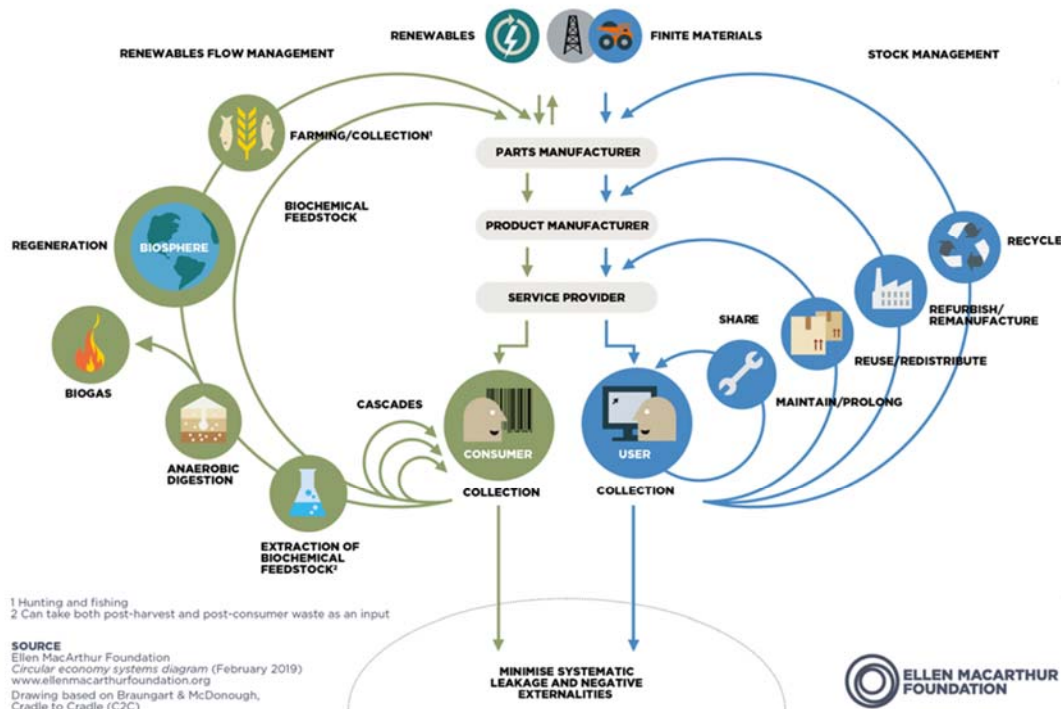 RENEWABLES
FINITE MATERIALS
RENEWABLES FLOW MANAGEMENT
STOCK MANAGEMENT
FARMING/COLLECTION¹
PARTS MANUFACTURER
BIOCHEMICAL
FEEDSTOCK
PRODUCT MANUFACTURER
REGENERATION
BIOSPHERE
RECYCLE
SERVICE PROVIDER
SHARE
REFURBISH/
REMANUFACTURE
REUSE/REDISTRIBUTE
BIOGAS
CASCADES
MAINTAIN/PROLONG
CONSUMER
USER
ANAEROBIC
DIGESTION
COLLECTION
COLLECTION
EXTRACTION OF
BIOCHEMICAL
FEEDSTOCK²
1 Hunting and fishing
2 Can take both post-harvest and post-consumer waste as an input
SOURCE
Ellen MacArthur Foundation
Circular economy systems diagram (February 2019)
www.ellenmacarthurfoundation.org
Drawing based on Braungart & McDonough,
Cradle to Cradle (C2C)
MINIMISE SYSTEMATIC
LEAKAGE AND NEGATIVE
EXTERNALITIES
ELLEN MACARTHUR
FOUNDATION